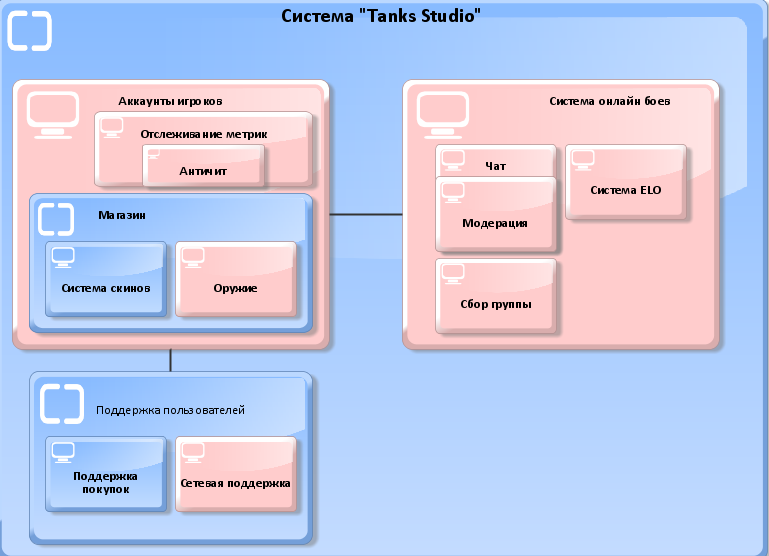 Система "Tanks Studio"
Аккаунты игроков
Отслеживание метрик
Античит
Магазин
Система скинов
Оружие
Система онлайн боев
Чат
Модерация
Система ELO
Сбор группы
Поддержка пользователей
Поддержка
покупок
Сетевая поддержка